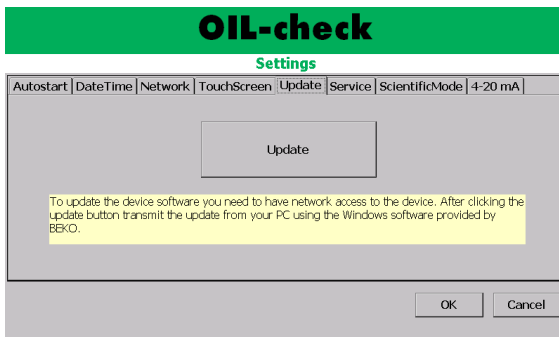 OIL-check
Settings
Autostart DateTime Network TouchScreen Update Service ScientificMode 4-20 mA
Update
To update the device software you need to have network access to the device. After clicking the
update button transmit the update from your PC using the Windows software provided by
BEKO.
OK Cancel